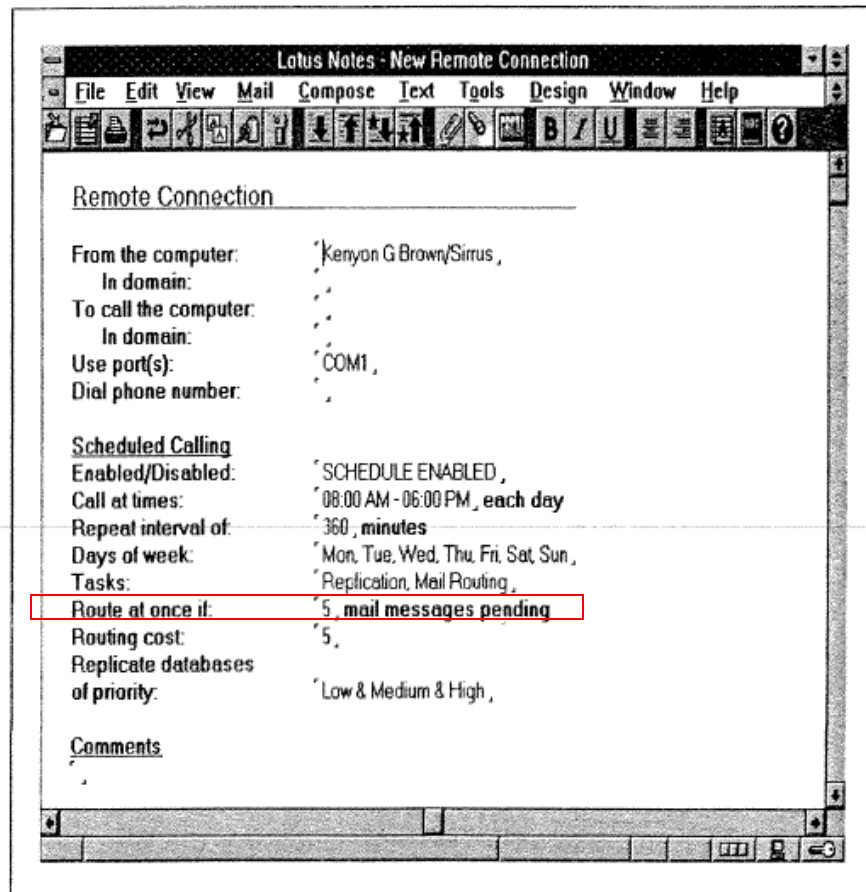 Lotus Notes - New Remote Connection
File Edit View Mail Compose Text Tools Design Window Help
B I U
Remote Connection
From the computer: Kenyon G Brown/Sirrus
In domain:
To call the computer:
In domain:
Use port(s): COM1
Dial phone number:
Scheduled Calling
Enabled/Disabled: SCHEDULE ENABLED
Call at times: 08:00 AM - 06:00 PM, each day
Repeat interval of: 360, minutes
Days of week: Mon, Tue, Wed, Thu, Fri, Sat, Sun
Tasks: Replication, Mail Routing
Route at once if: 5, mail messages pending
Routing cost: 5
Replicate databases
of priority: Low & Medium & High
Comments